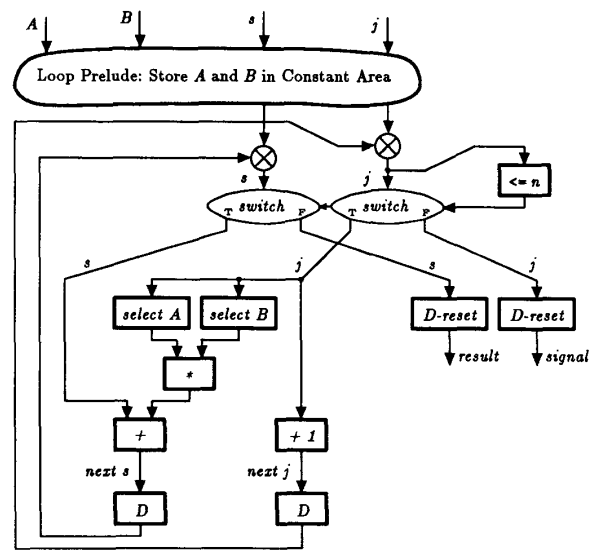 A B s j
Loop Prelude: Store A and B in Constant Area
s j
<= n
T switch F T switch F
s j s j
select A select B D-reset D-reset
result signal
*
+ + 1
next s next j
D D